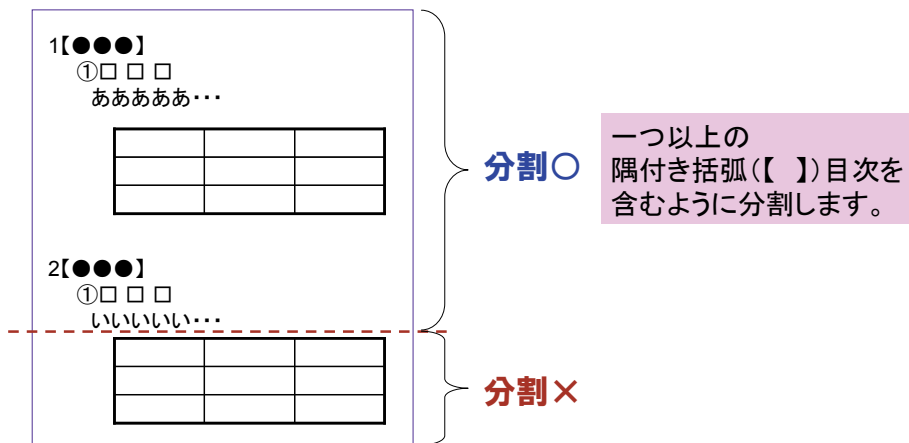 1【●●●】
①□ □ □
あああああ･･･
2【●●●】
①□ □ □
いいいいい･･･
分割○
一つ以上の
隅付き括弧(【　】)目次を
含むように分割します。
分割×